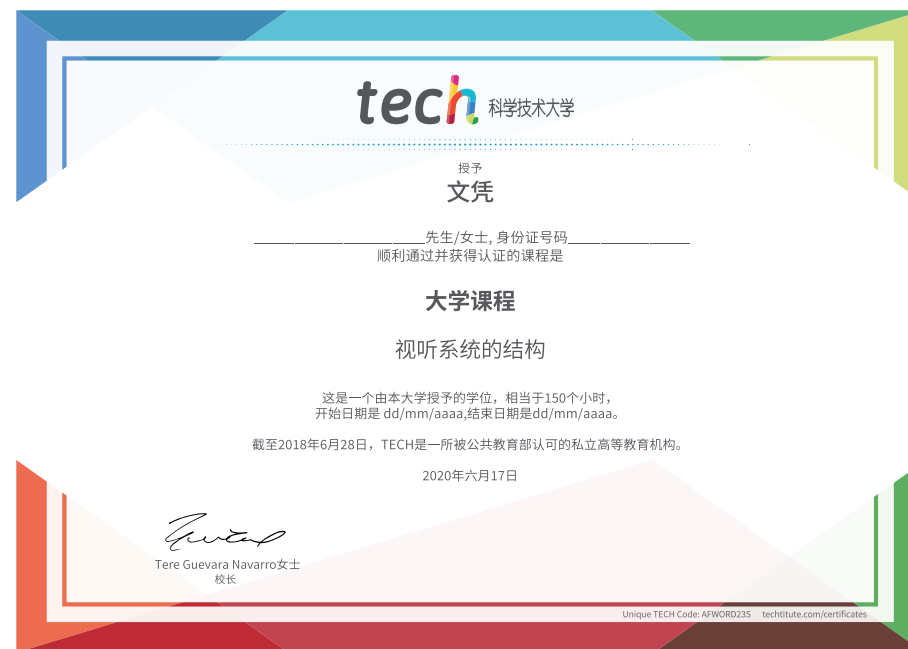 tech 科学技术大学
授予
文凭
____________________先生/女士, 身份证号码______________
顺利通过并获得认证的课程是
大学课程
视听系统的结构
这是一个由本大学授予的学位，相当于150个小时，
开始日期是 dd/mm/aaaa,结束日期是dd/mm/aaaa。
截至2018年6月28日，TECH是一所被公共教育部认可的私立高等教育机构。
2020年六月17日
Tere Guevara Navarro女士
校长
Unique TECH Code: AFWORD23S techtitute.com/certificates